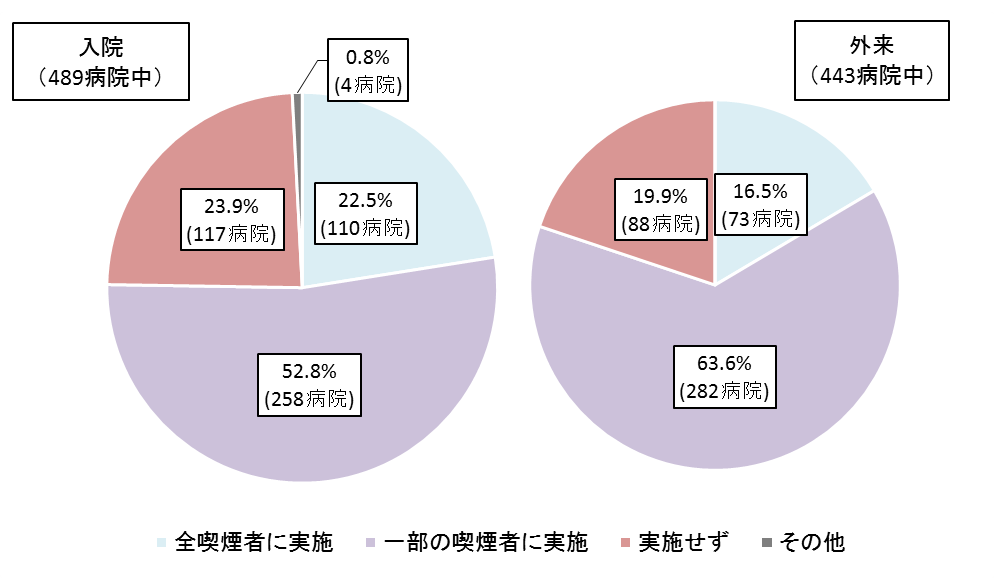 入院
（489病院中）
0.8%
(4病院)
22.5%
(110病院)
23.9%
(117病院)
52.8%
(258病院)
外来
（443病院中）
19.9%
(88病院)
16.5%
(73病院)
63.6%
(282病院)
全喫煙者に実施 一部の喫煙者に実施 実施せず その他